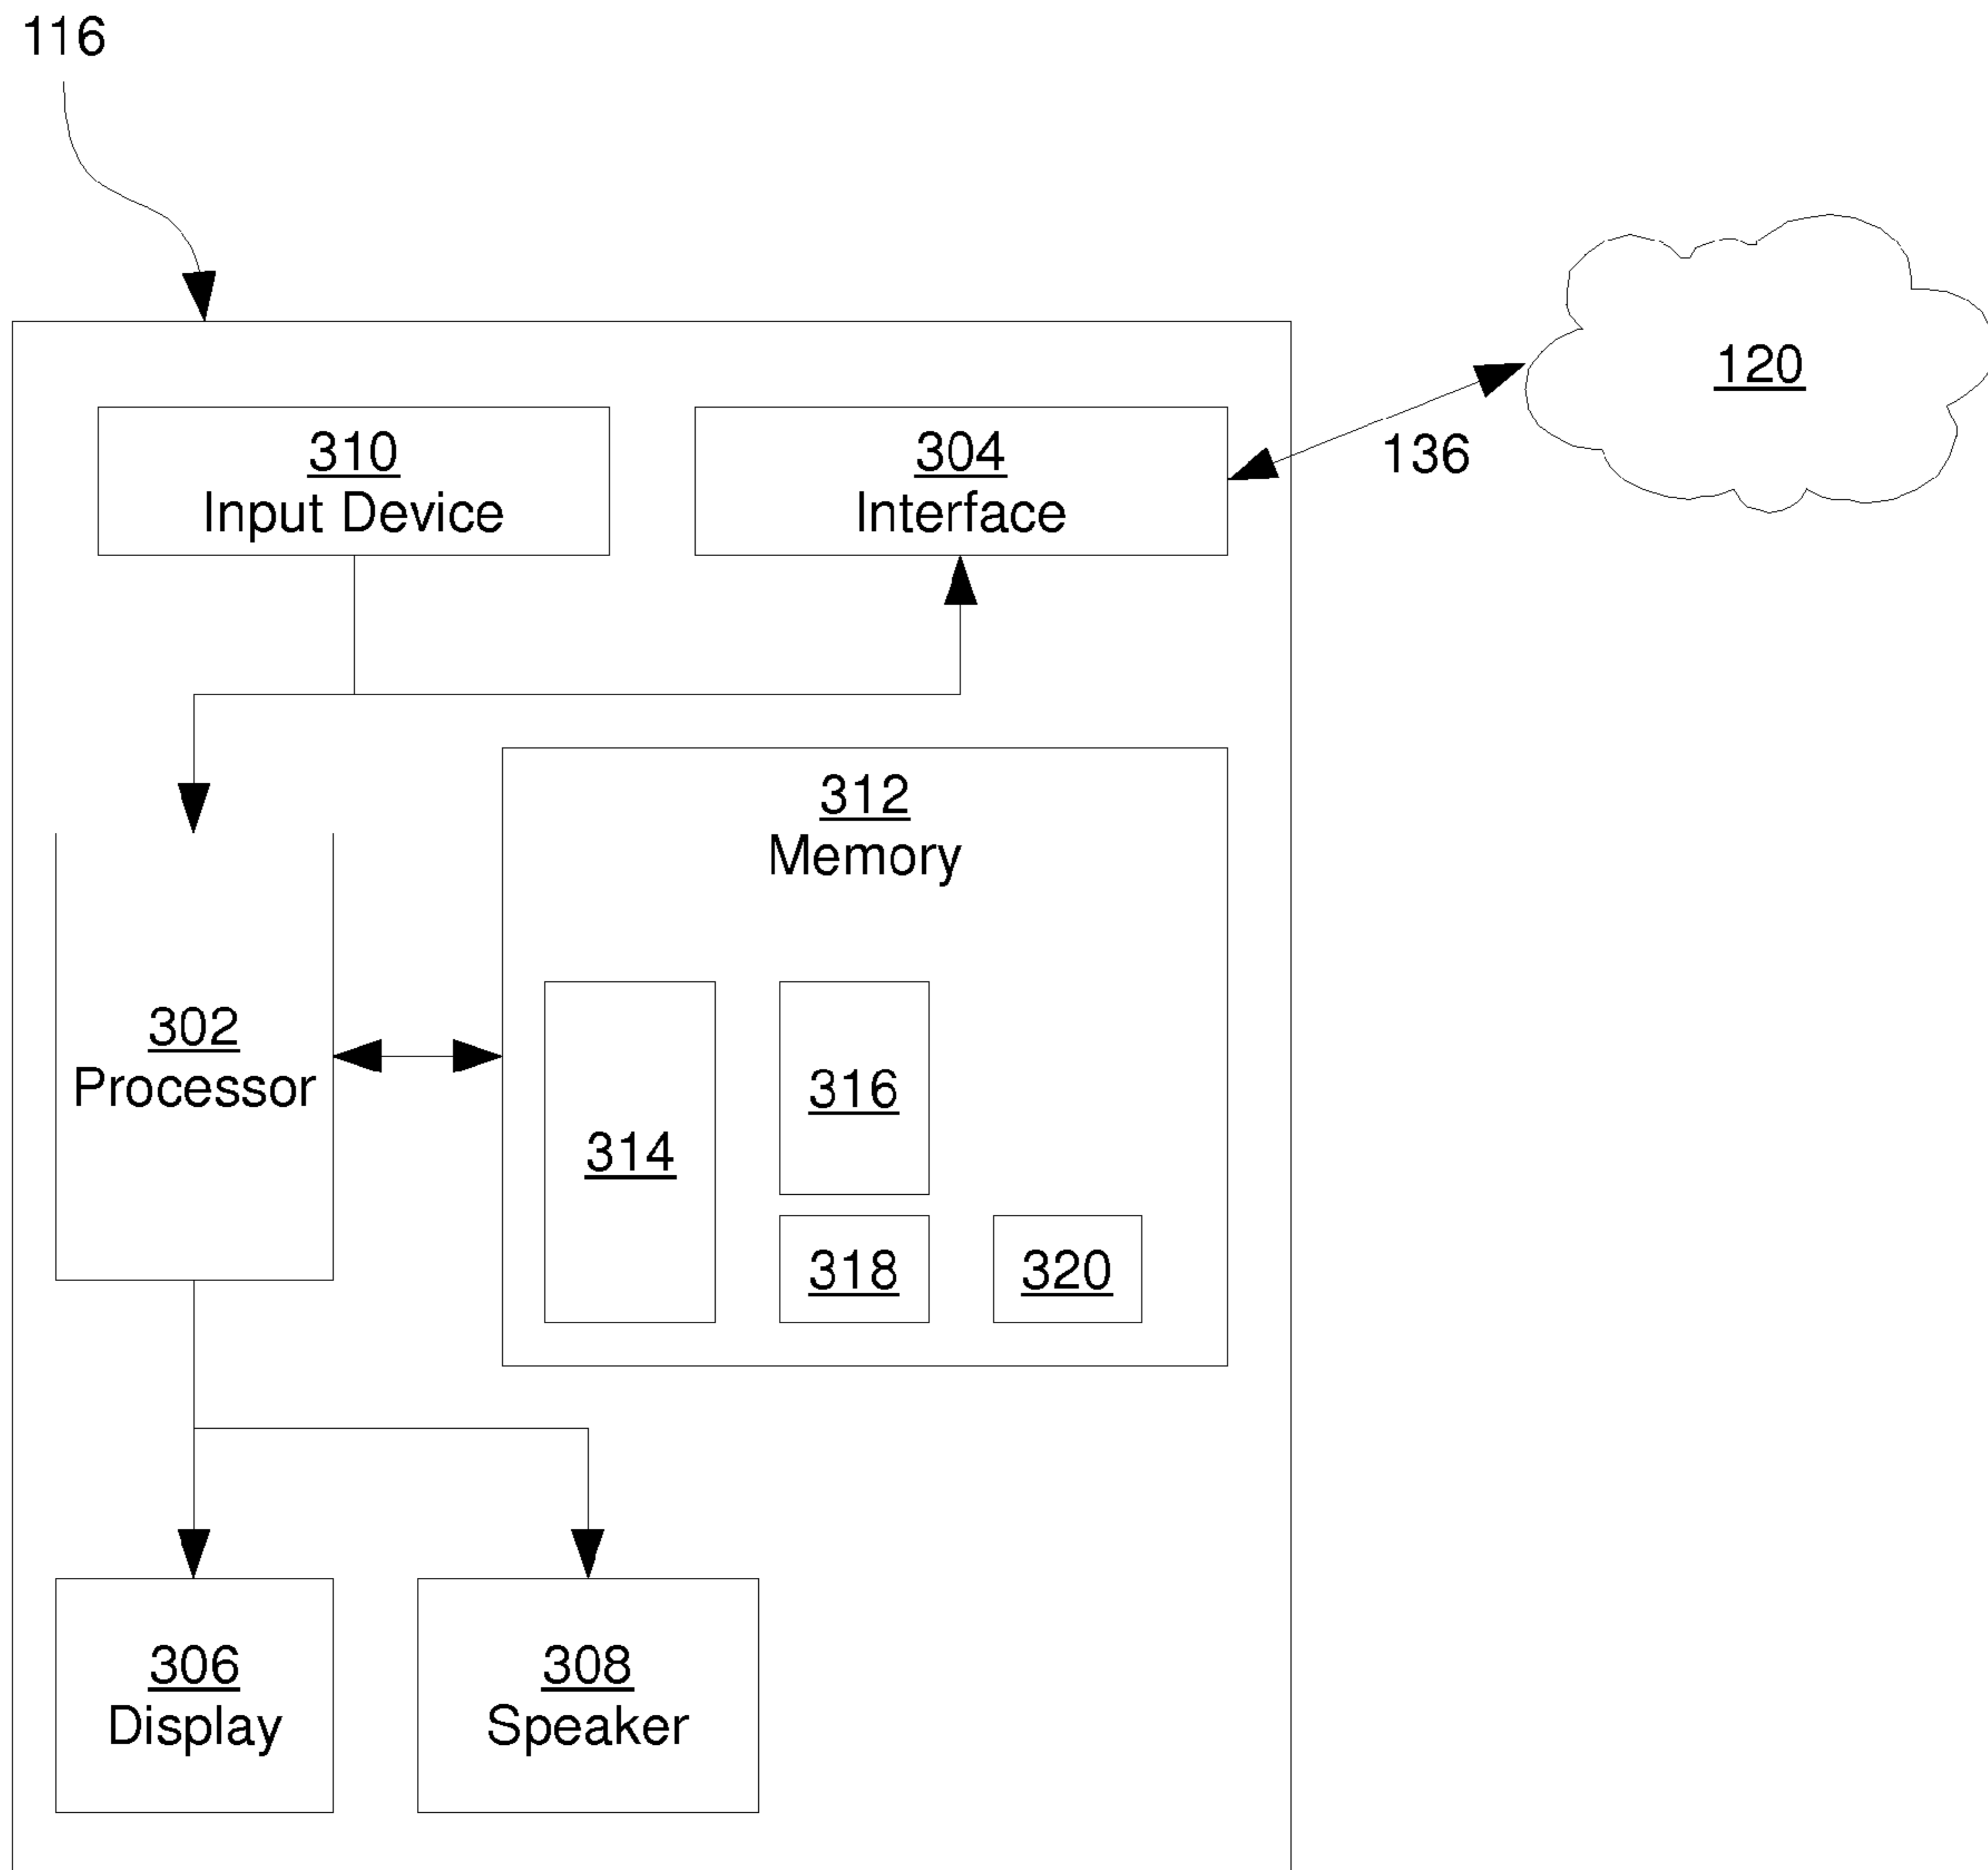 116
120
136
310
Input Device
304
Interface
312
Memory
302
Processor
316
314
318
320
306
Display
308
Speaker